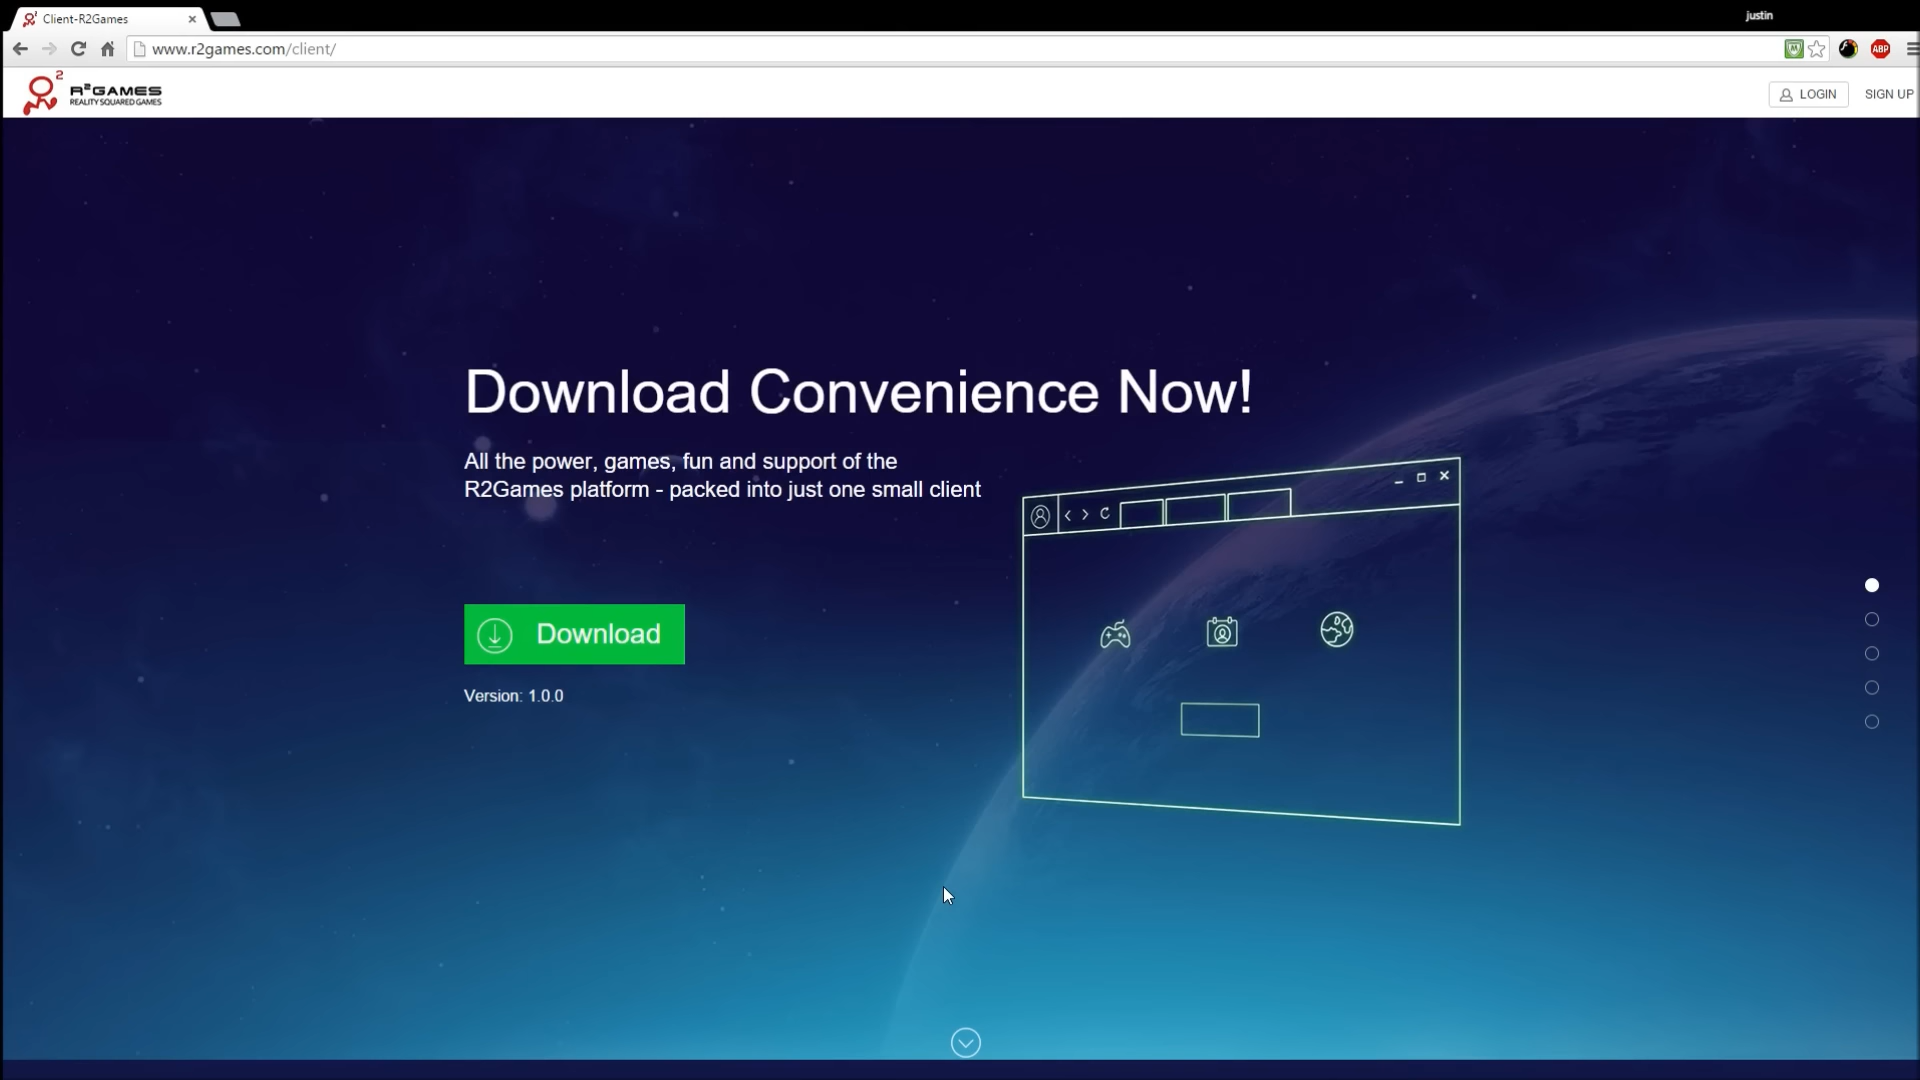 justin
Client-R2Games
www.r2games.com/client/
ABP
R²GAMES
REALITY SQUARED GAMES
LOGIN
SIGN UP
Download Convenience Now!
All the power, games, fun and support of the
R2Games platform - packed into just one small client
Download
Version: 1.0.0